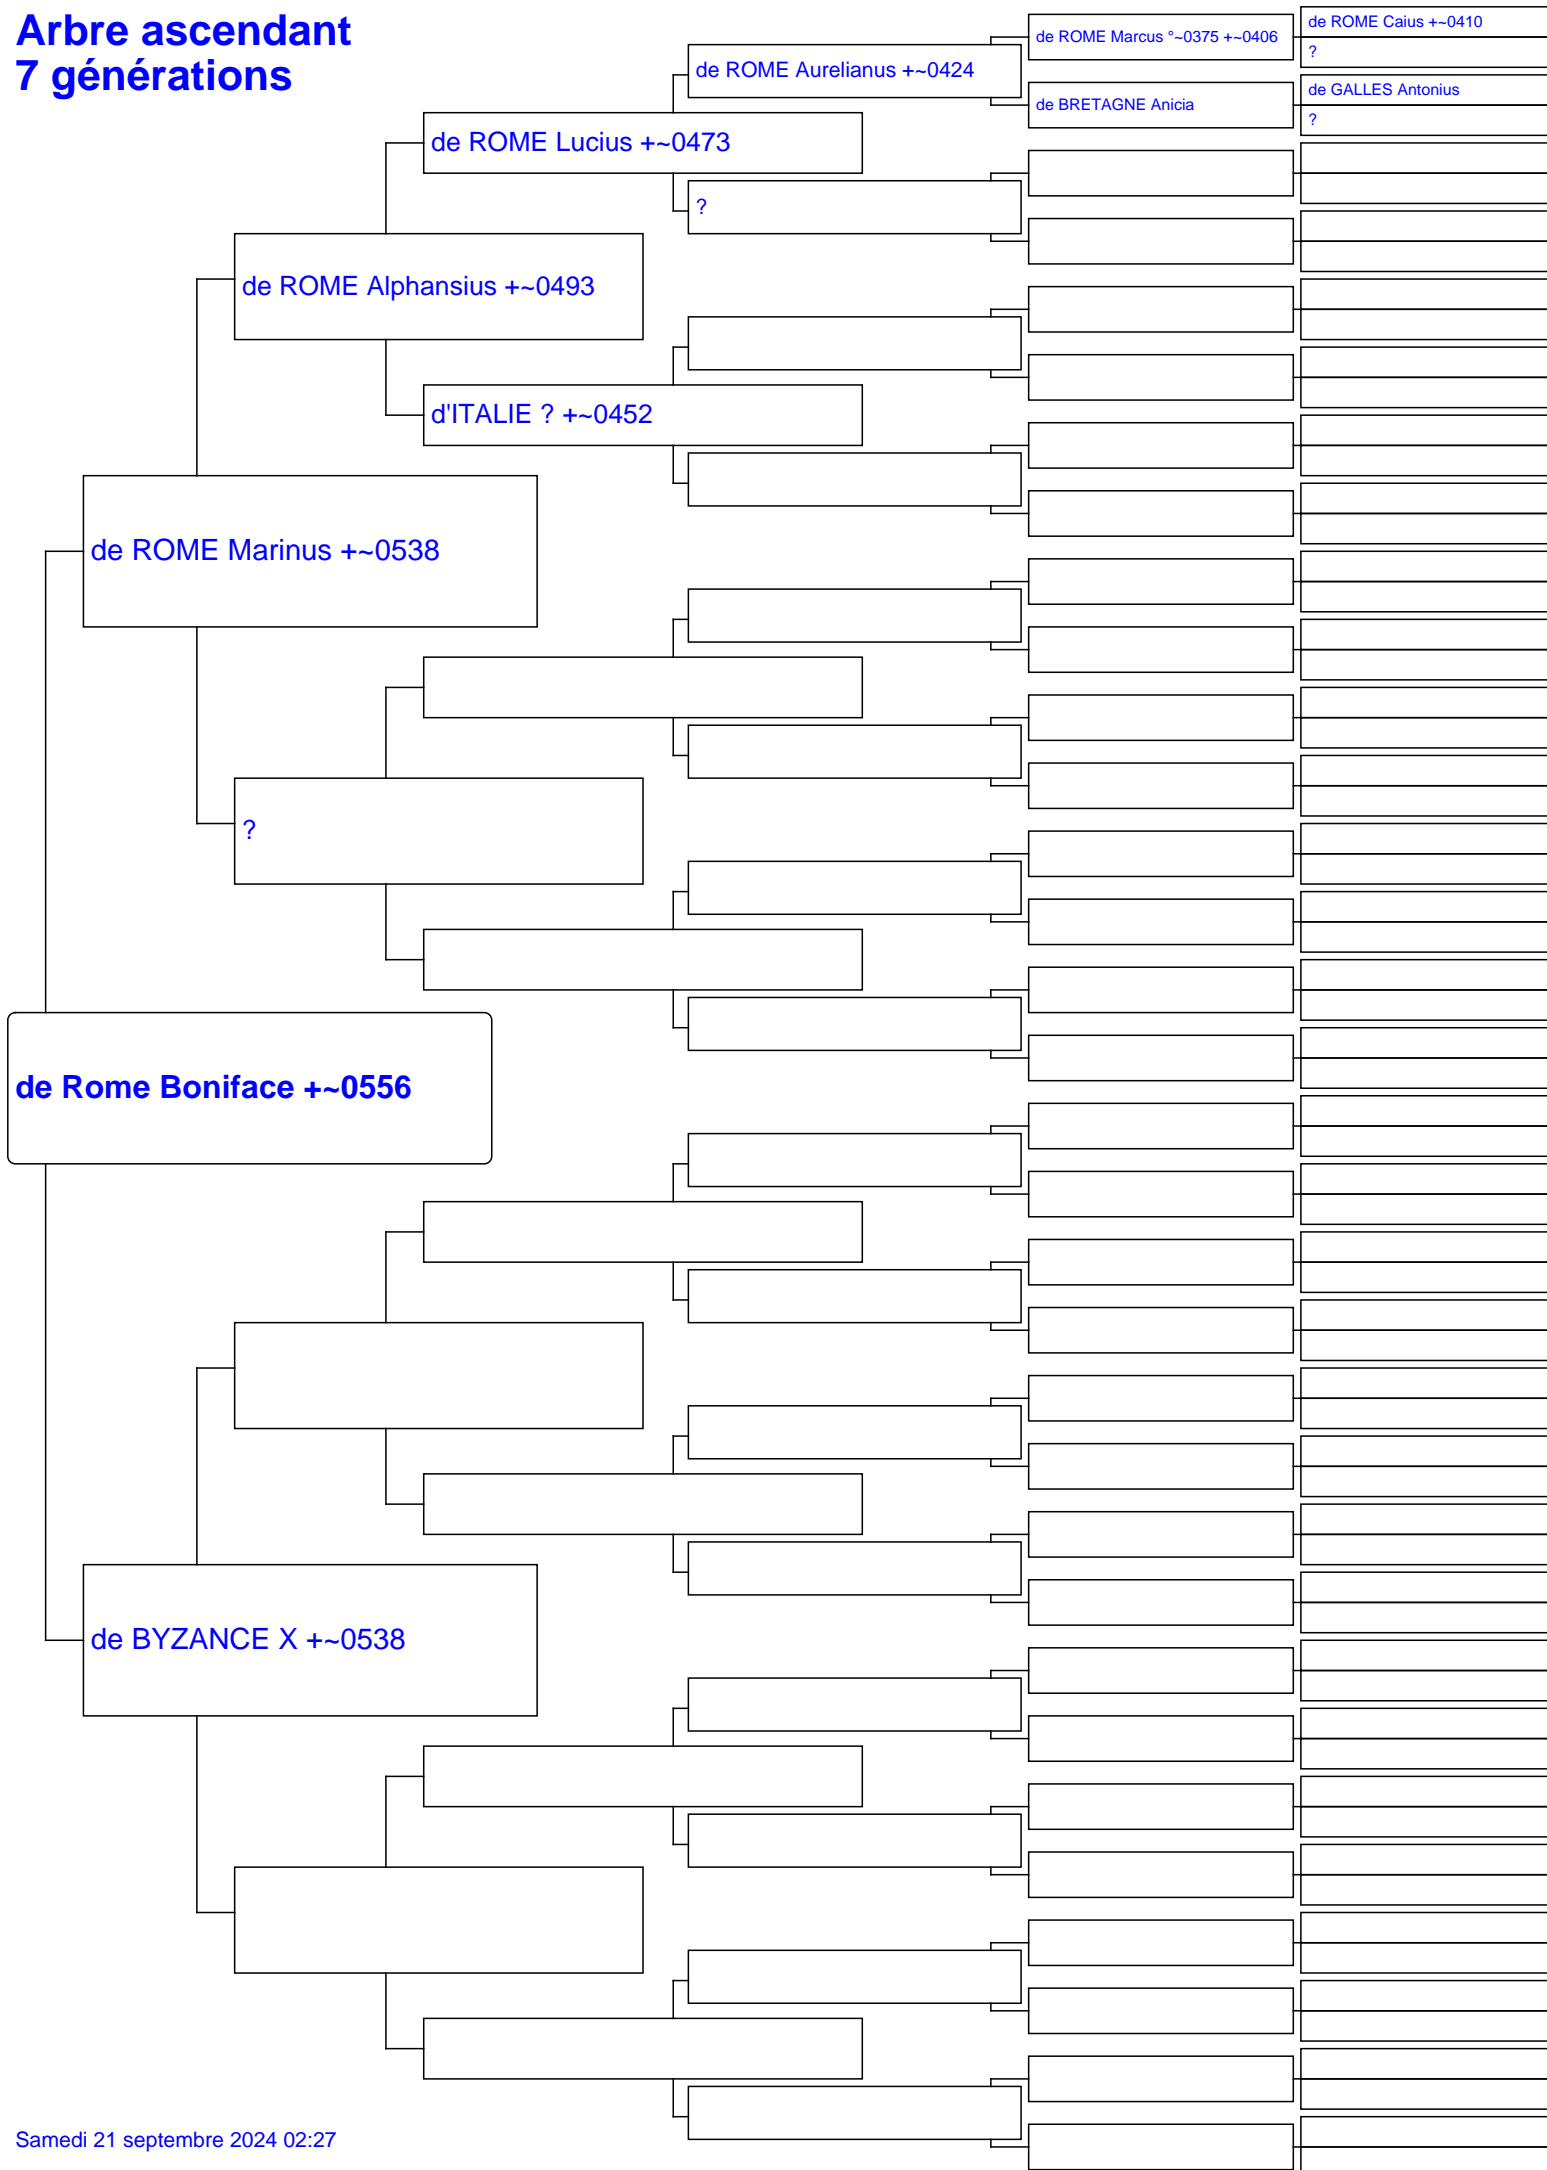 Arbre ascendant
7 générations
de ROME Caius +~0410
de ROME Marcus °~0375 +~0406
?
de ROME Aurelianus +~0424
de GALLES Antonius
de BRETAGNE Anicia
?
de ROME Lucius +~0473
?
de ROME Alphansius +~0493
d'ITALIE ? +~0452
de ROME Marinus +~0538
?
de Rome Boniface +~0556
de BYZANCE X +~0538
Samedi 21 septembre 2024 02:27